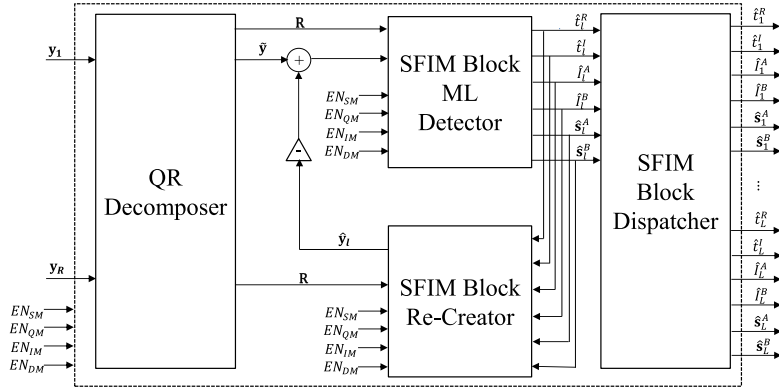 y₁
y_R
EN_SM
EN_QM
EN_IM
EN_DM
QR
Decomposer
R
ỹ
+
-
ŷ_l
R
EN_SM
EN_QM
EN_IM
EN_DM
SFIM Block
ML
Detector
EN_SM
EN_QM
EN_IM
EN_DM
SFIM Block
Re-Creator
t̂_l^R
t̂_l^I
Î_l^A
Î_l^B
ŝ_l^A
ŝ_l^B
SFIM
Block
Dispatcher
t̂_1^R
t̂_1^I
Î_1^A
Î_1^B
ŝ_1^A
ŝ_1^B
...
t̂_L^R
t̂_L^I
Î_L^A
Î_L^B
ŝ_L^A
ŝ_L^B